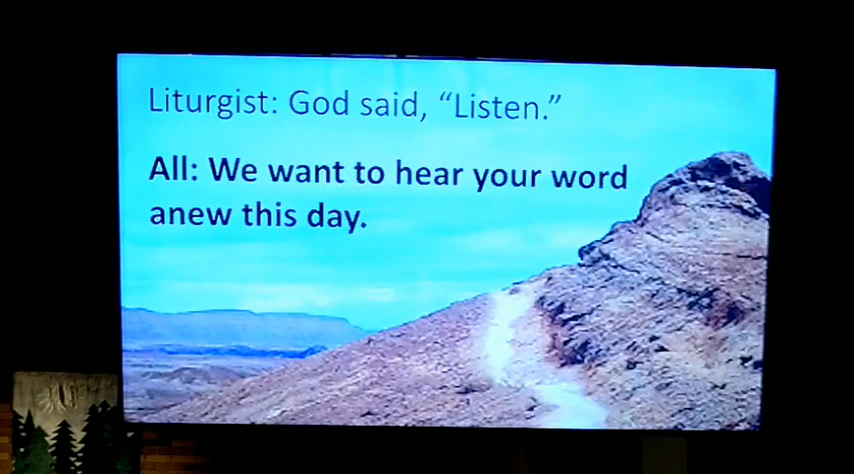 Liturgist: God said, “Listen.”
All: We want to hear your word
anew this day.